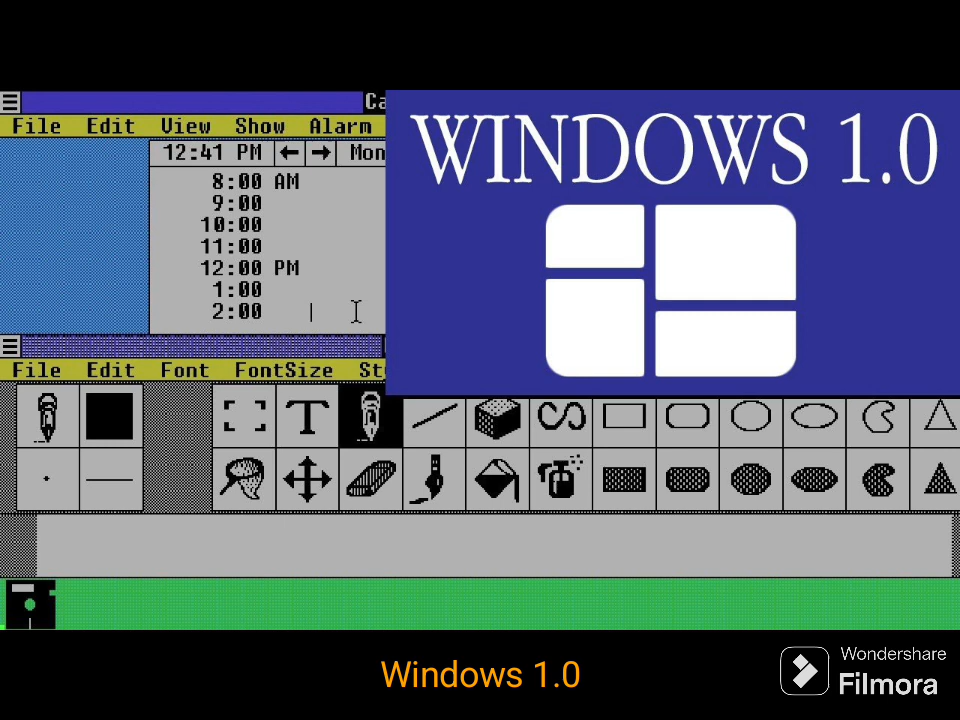 Ca
File Edit View Show Alarm
WINDOWS 1.0
12:41 PM Mon
8:00 AM
9:00
10:00
11:00
12:00 PM
1:00
2:00
File Edit Font FontSize St
T
Windows 1.0
Wondershare
Filmora